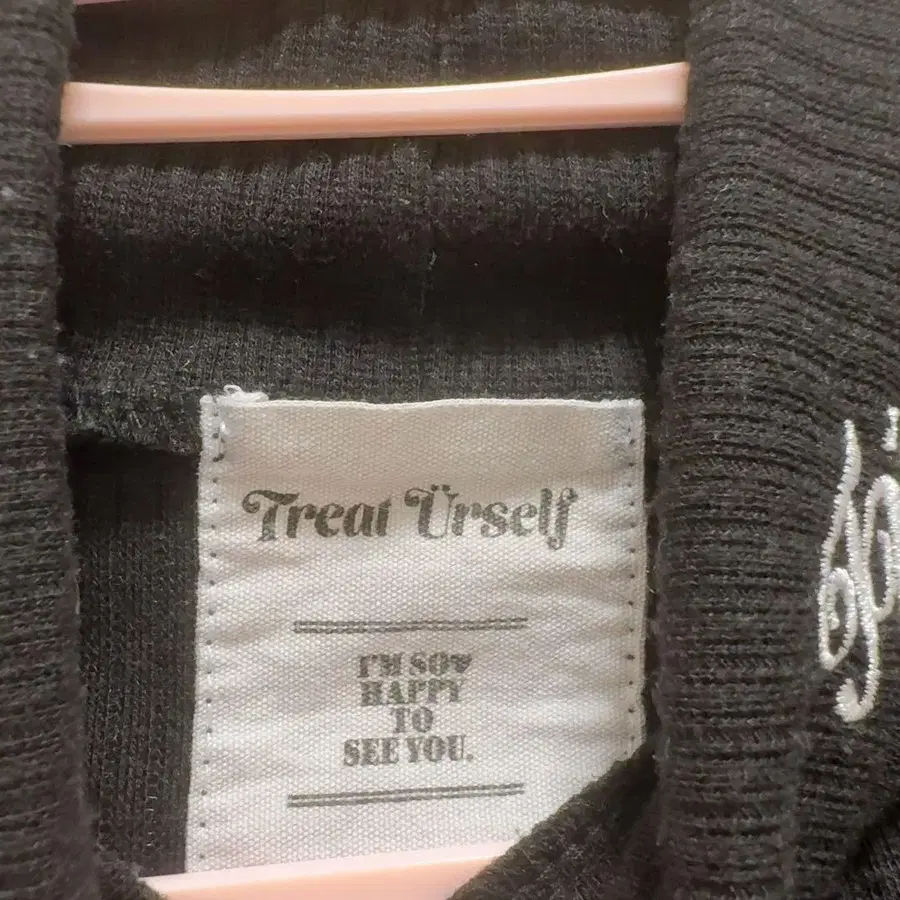 Treat Ürself
I'M SO♥
HAPPY
TO
SEE YOU.